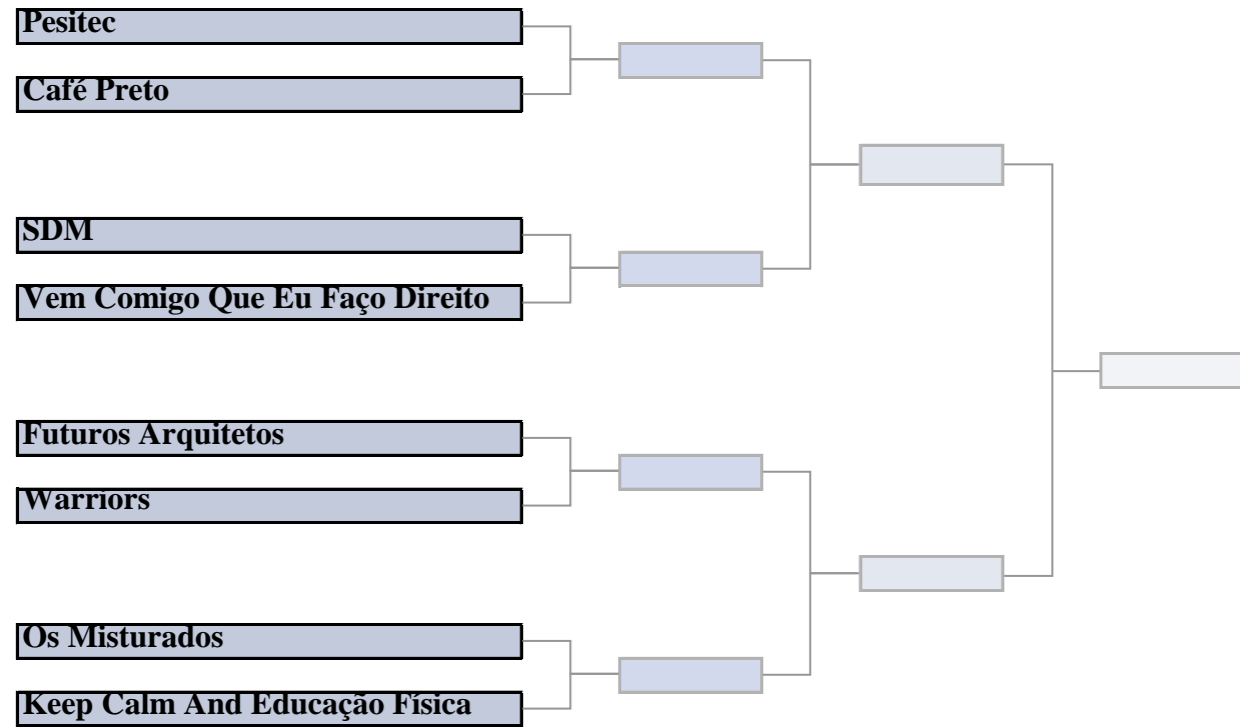 Pesitec
Café Preto
SDM
Vem Comigo Que Eu Faço Direito
Futuros Arquitetos
Warriors
Os Misturados
Keep Calm And Educação Física